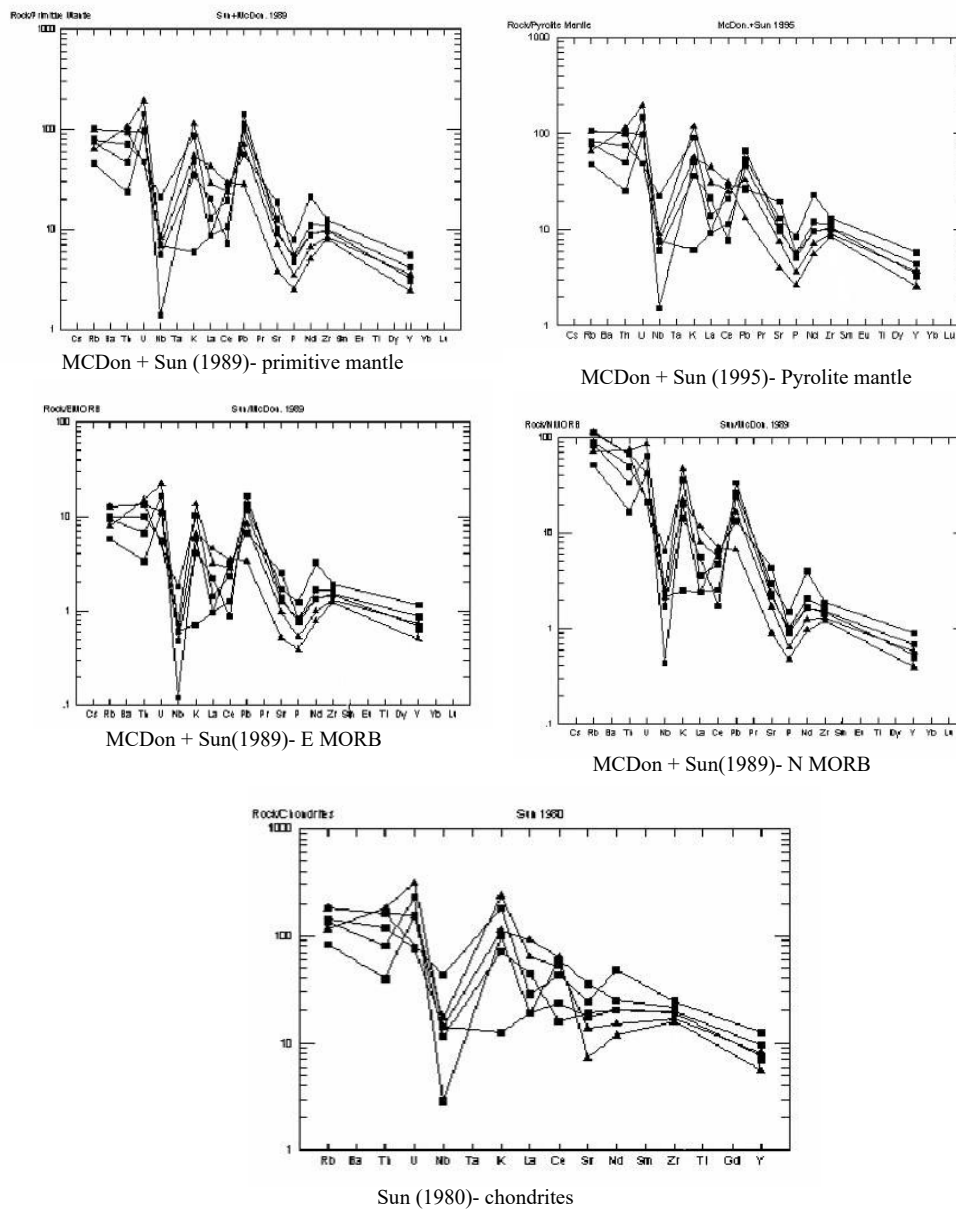 Rock/Primitive Mantle Sun+McDon. 1989
1000
100
10
1
Cs Rb Ba Th U Nb Ta K La Ce Pb Pr Sr P Nd Zr Sm Eu Ti Dy Y Yb Lu
MCDon + Sun (1989)- primitive mantle
Rock/Pyrolite Mantle McDon.+Sun 1995
1000
100
10
1
Cs Rb Ba Th U Nb Ta K La Ce Pb Pr Sr P Nd Zr Sm Eu Ti Dy Y Yb Lu
MCDon + Sun (1995)- Pyrolite mantle
Rock/EMORB Sun/McDon. 1989
100
10
1
.1
Cs Rb Ba Th U Nb Ta K La Ce Pb Pr Sr P Nd Zr Sm Eu Ti Dy Y Yb Lu
MCDon + Sun(1989)- E MORB
Rock/NMORB Sun/McDon. 1989
100
10
1
.1
Cs Rb Ba Th U Nb Ta K La Ce Pb Pr Sr P Nd Zr Sm Eu Ti Dy Y Yb Lu
MCDon + Sun(1989)- N MORB
Rock/Chondrites Sun 1980
1000
100
10
1
Rb Ba Th U Nb Ta K La Ce Sr Nd Sm Zr Ti Gd Y
Sun (1980)- chondrites